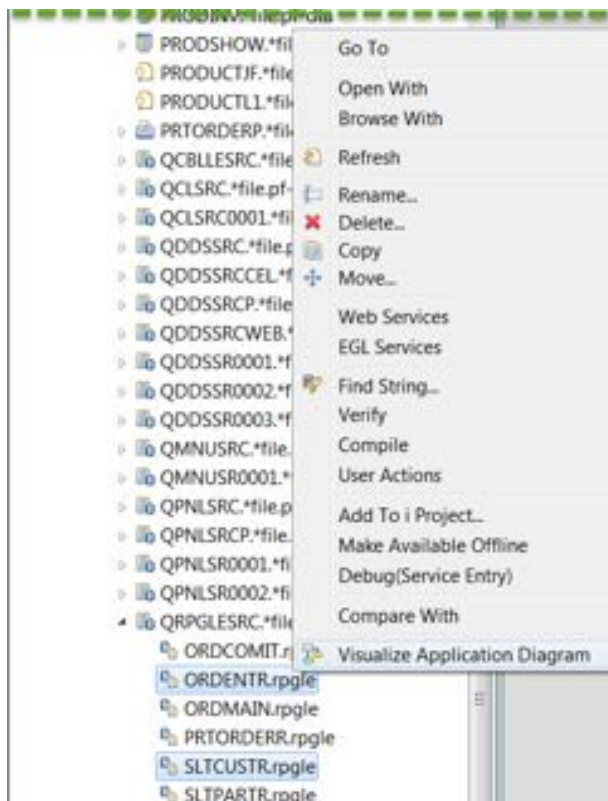 PRODSHOW.*fil
PRODUCTJF.*file
PRODUCTL1.*fil
PRTORDERP.*fil
QCBLLESRC.*file
QCLSRC.*file.pf-
QCLSRC0001.*fi
QDDSSRC.*file.p
QDDSSRCCEL.*f
QDDSSRCP.*file
QDDSSRCWEB.*
QDDSSR0001.*f
QDDSSR0002.*f
QDDSSR0003.*f
QMNUSRC.*file.
QMNUSR0001.*
QPNLSRC.*file.p
QPNLSRCP.*file.
QPNLSR0001.*fi
QPNLSR0002.*fi
QRPGLESRC.*file
ORDCOMIT.r
ORDENTR.rpgle
ORDMAIN.rpgle
PRTORDERR.rpgle
SLTCUSTR.rpgle
SLTPARTR.rpgle
Go To
Open With
Browse With
Refresh
Rename...
Delete...
Copy
Move...
Web Services
EGL Services
Find String...
Verify
Compile
User Actions
Add To i Project...
Make Available Offline
Debug(Service Entry)
Compare With
Visualize Application Diagram